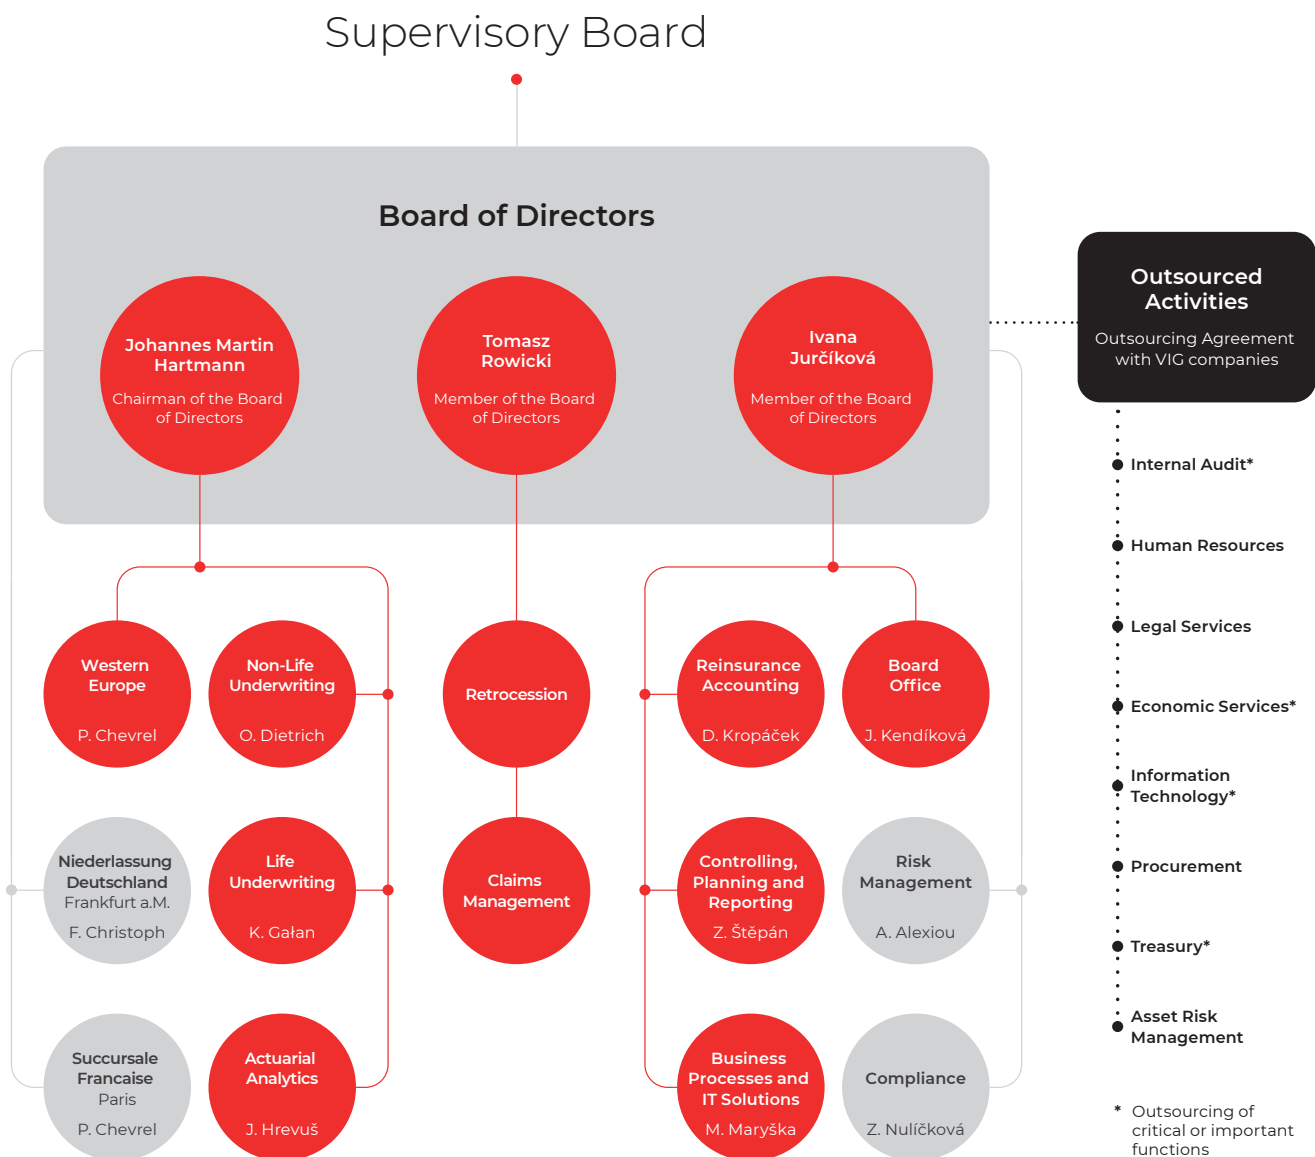 Supervisory Board
Board of Directors
Johannes Martin
Hartmann
Chairman of the Board
of Directors
Tomasz
Rowicki
Member of the Board
of Directors
Ivana
Jurčíková
Member of the Board
of Directors
Outsourced
Activities
Outsourcing Agreement
with VIG companies
Western
Europe
P. Chevrel
Non-Life
Underwriting
O. Dietrich
Retrocession
Reinsurance
Accounting
D. Kropáček
Board
Office
J. Kendíková
Niederlassung
Deutschland
Frankfurt a.M.
F. Christoph
Life
Underwriting
K. Gałan
Claims
Management
Controlling,
Planning and
Reporting
Z. Štěpán
Risk
Management
A. Alexiou
Succursale
Francaise
Paris
P. Chevrel
Actuarial
Analytics
J. Hrevuš
Business
Processes and
IT Solutions
M. Maryška
Compliance
Z. Nulíčková
Internal Audit*
Human Resources
Legal Services
Economic Services*
Information
Technology*
Procurement
Treasury*
Asset Risk
Management
* Outsourcing of
critical or important
functions